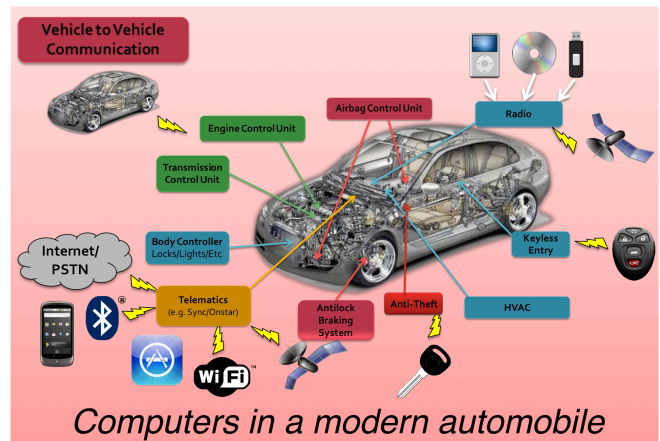 Vehicle to Vehicle
Communication
Airbag Control Unit
Radio
Engine Control Unit
Transmission
Control Unit
Body Controller
Locks/Lights/Etc
Keyless
Entry
Internet/
PSTN
Telematics
(e.g. Sync/Onstar)
Antilock
Braking
System
Anti-Theft
HVAC
®
WiFi™
Computers in a modern automobile